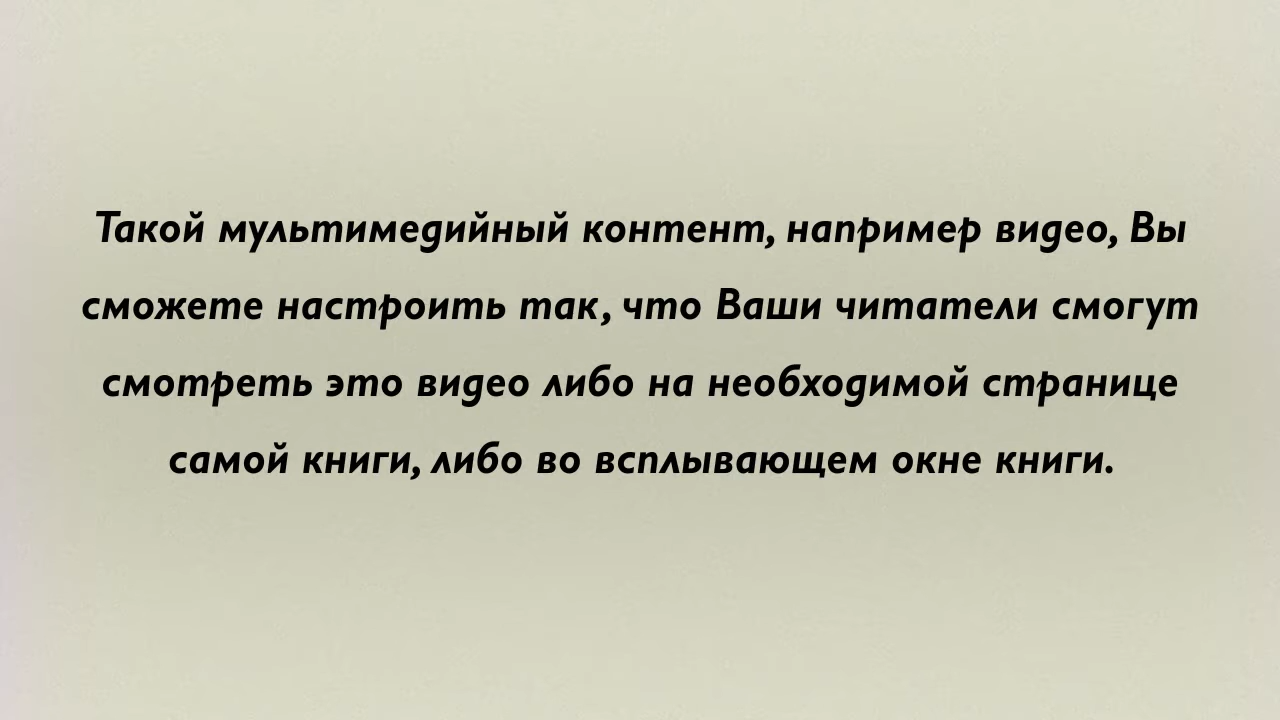 Такой мультимедийный контент, например видео, Вы
сможете настроить так, что Ваши читатели смогут
смотреть это видео либо на необходимой странице
самой книги, либо во всплывающем окне книги.